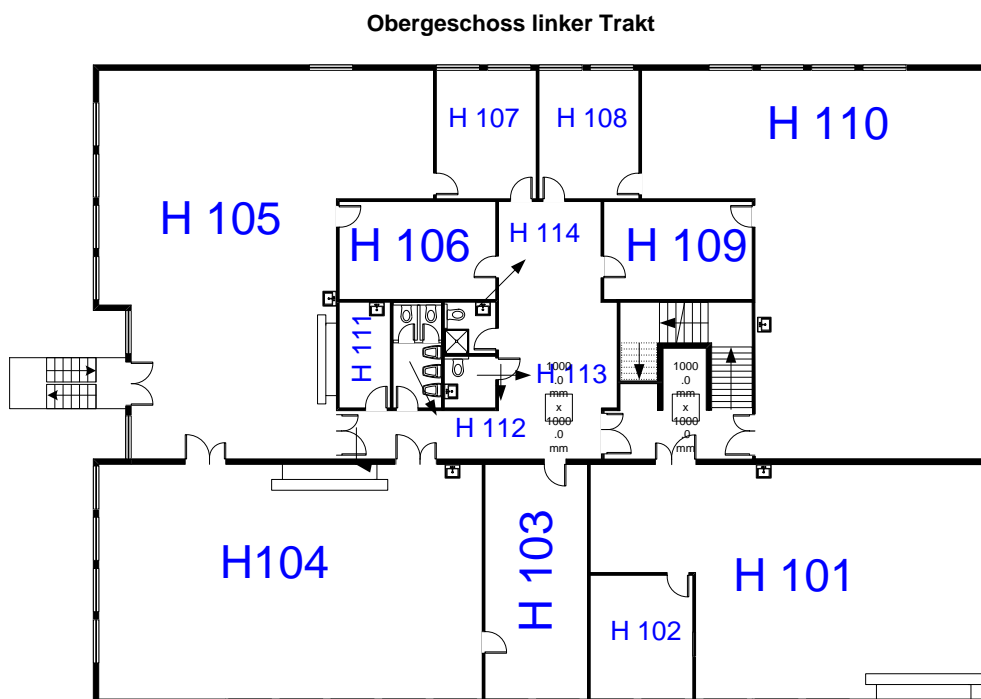 Obergeschoss linker Trakt
H 107
H 108
H 110
H 105
H 106
H 114
H 109
H 111
H 113
1000
.0
mm
x
1000
.0
mm
1000
.0
mm
x
1000
.0
mm
H 112
H104
H 103
H 101
H 102